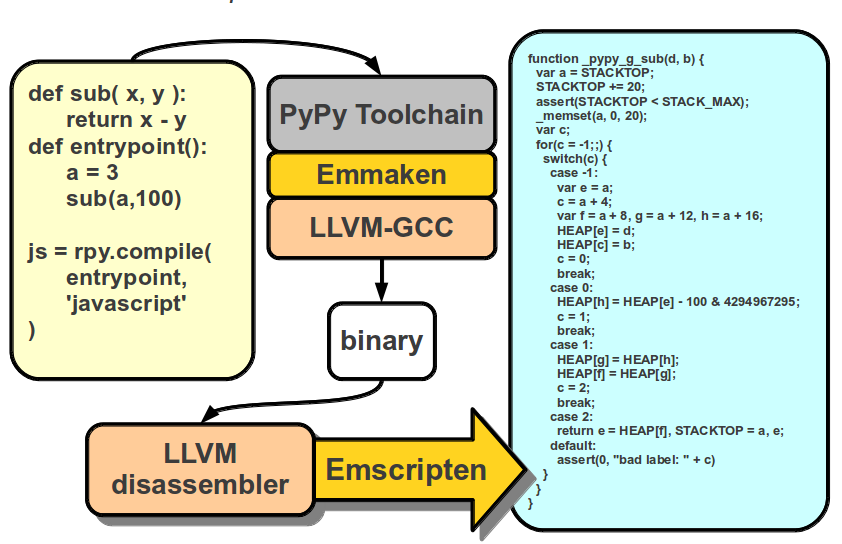 def sub( x, y ):
return x - y
def entrypoint():
a = 3
sub(a,100)
js = rpy.compile(
entrypoint,
'javascript'
)
PyPy Toolchain
Emmaken
LLVM-GCC
binary
LLVM
disassembler
Emscripten
function _pypy_g_sub(d, b) {
var a = STACKTOP;
STACKTOP += 20;
assert(STACKTOP < STACK_MAX);
_memset(a, 0, 20);
var c;
for(c = -1;;) {
switch(c) {
case -1:
var e = a;
c = a + 4;
var f = a + 8, g = a + 12, h = a + 16;
HEAP[e] = d;
HEAP[c] = b;
c = 0;
break;
case 0:
HEAP[h] = HEAP[e] - 100 & 4294967295;
c = 1;
break;
case 1:
HEAP[g] = HEAP[h];
HEAP[f] = HEAP[g];
c = 2;
break;
case 2:
return e = HEAP[f], STACKTOP = a, e;
default:
assert(0, "bad label: " + c)
}
}
}